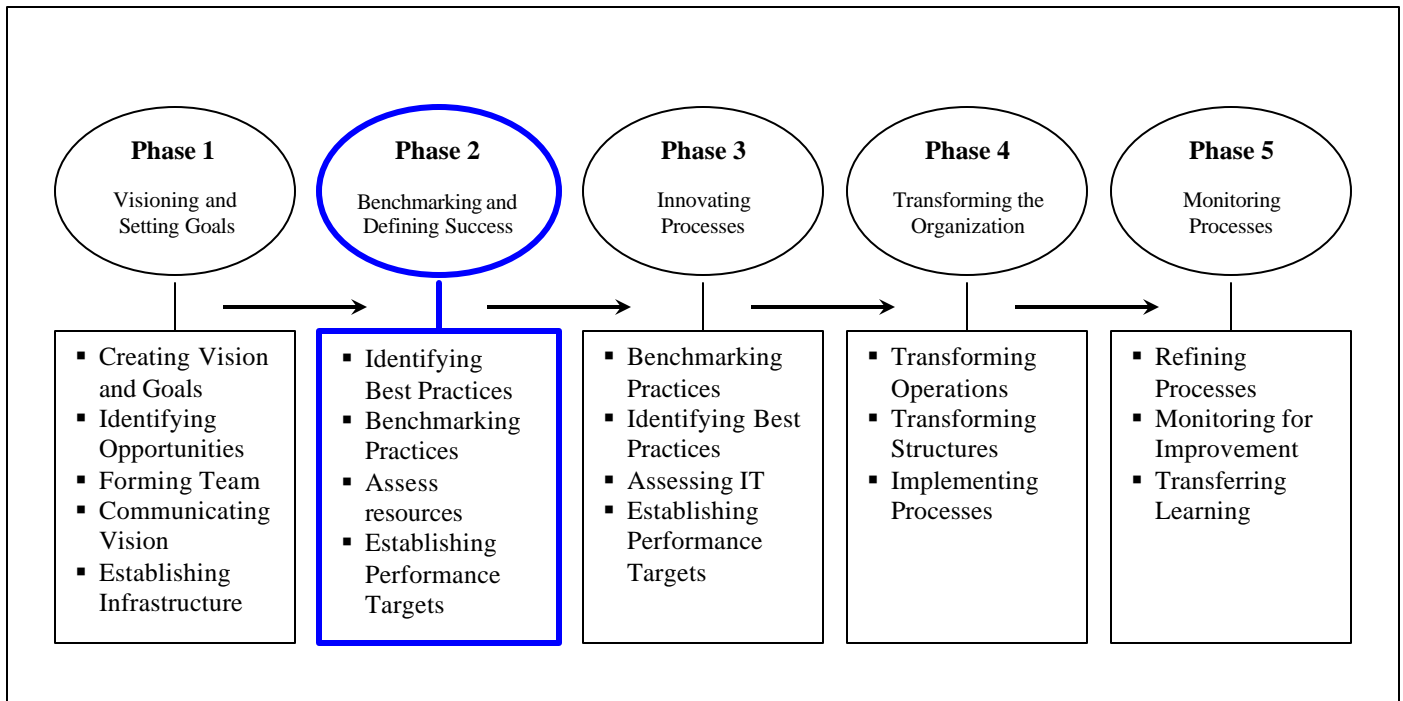 Phase 1
Visioning and
Setting Goals
Phase 2
Benchmarking and
Defining Success
Phase 3
Innovating
Processes
Phase 4
Transforming the
Organization
Phase 5
Monitoring
Processes
▪ Creating Vision
and Goals
▪ Identifying
Opportunities
▪ Forming Team
▪ Communicating
Vision
▪ Establishing
Infrastructure
▪ Identifying
Best Practices
▪ Benchmarking
Practices
▪ Assess
resources
▪ Establishing
Performance
Targets
▪ Benchmarking
Practices
▪ Identifying Best
Practices
▪ Assessing IT
▪ Establishing
Performance
Targets
▪ Transforming
Operations
▪ Transforming
Structures
▪ Implementing
Processes
▪ Refining
Processes
▪ Monitoring for
Improvement
▪ Transferring
Learning